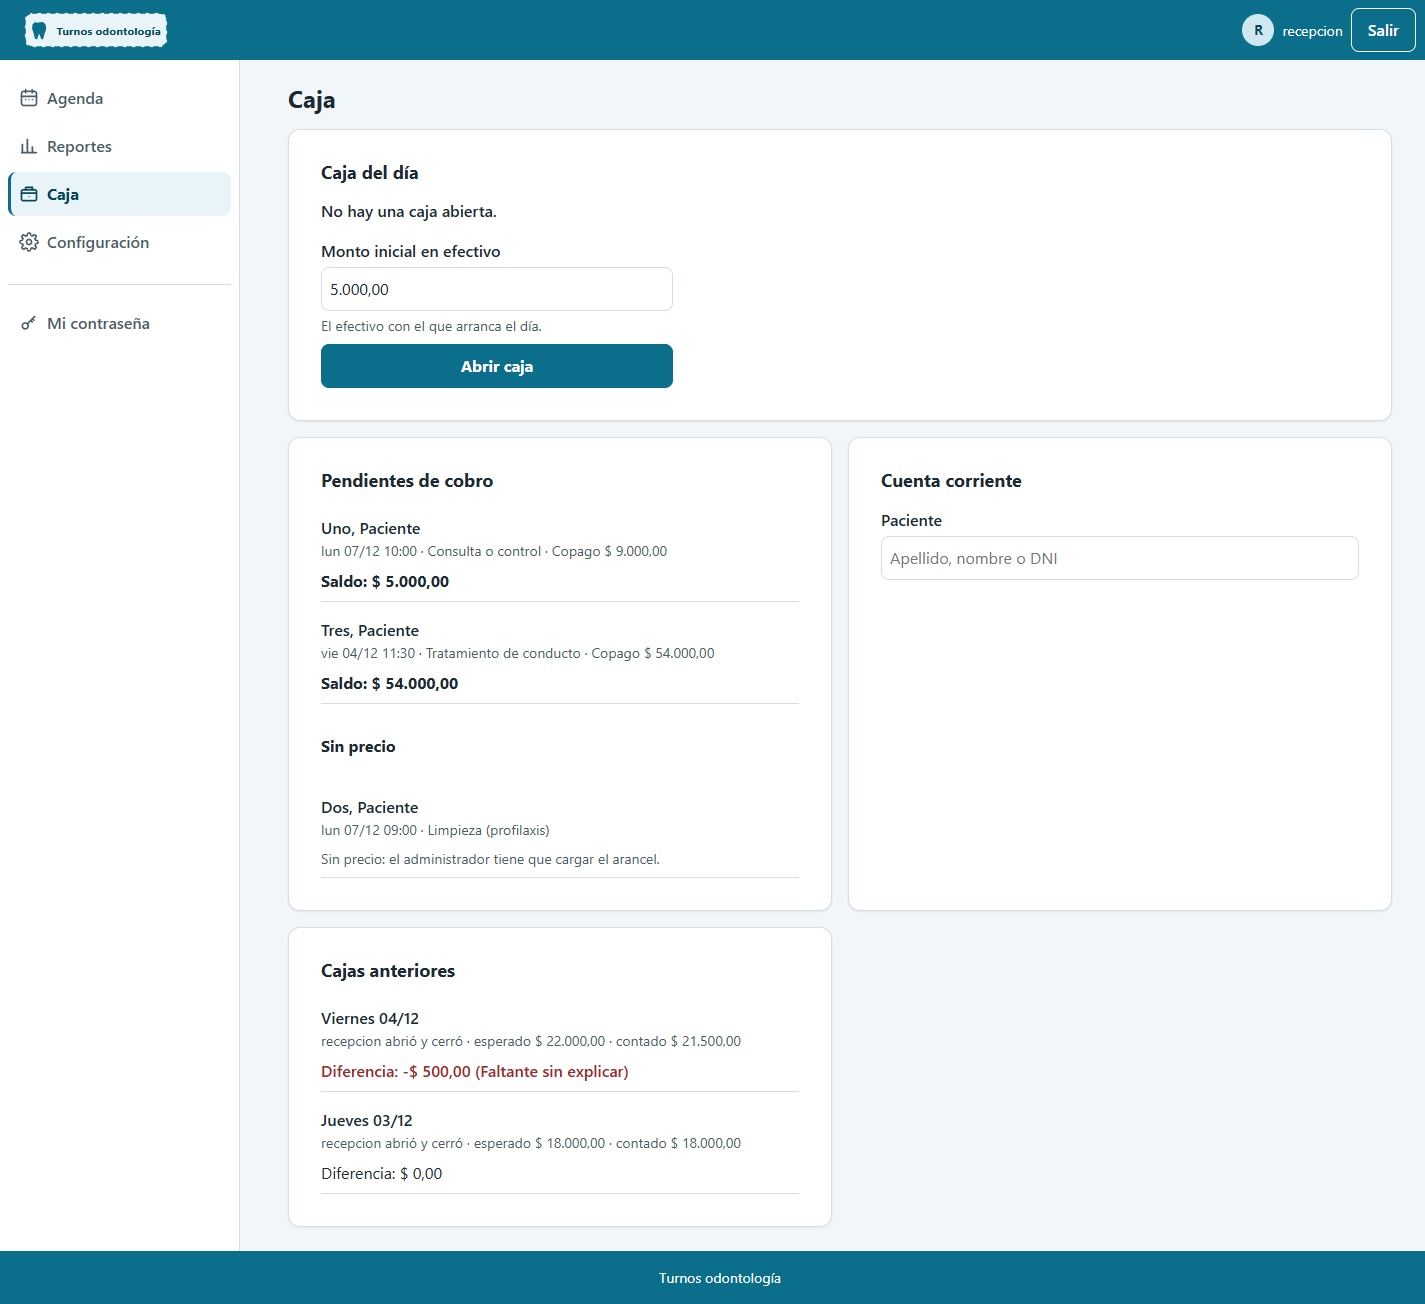 Turnos odontología
R
recepcion
Salir
Agenda
Reportes
Caja
Configuración
Mi contraseña
Caja
Caja del día
No hay una caja abierta.
Monto inicial en efectivo
5.000,00
El efectivo con el que arranca el día.
Abrir caja
Pendientes de cobro
Uno, Paciente
lun 07/12 10:00 · Consulta o control · Copago $ 9.000,00
Saldo: $ 5.000,00
Tres, Paciente
vie 04/12 11:30 · Tratamiento de conducto · Copago $ 54.000,00
Saldo: $ 54.000,00
Sin precio
Dos, Paciente
lun 07/12 09:00 · Limpieza (profilaxis)
Sin precio: el administrador tiene que cargar el arancel.
Cuenta corriente
Paciente
Apellido, nombre o DNI
Cajas anteriores
Viernes 04/12
recepcion abrió y cerró · esperado $ 22.000,00 · contado $ 21.500,00
Diferencia: -$ 500,00 (Faltante sin explicar)
Jueves 03/12
recepcion abrió y cerró · esperado $ 18.000,00 · contado $ 18.000,00
Diferencia: $ 0,00
Turnos odontología